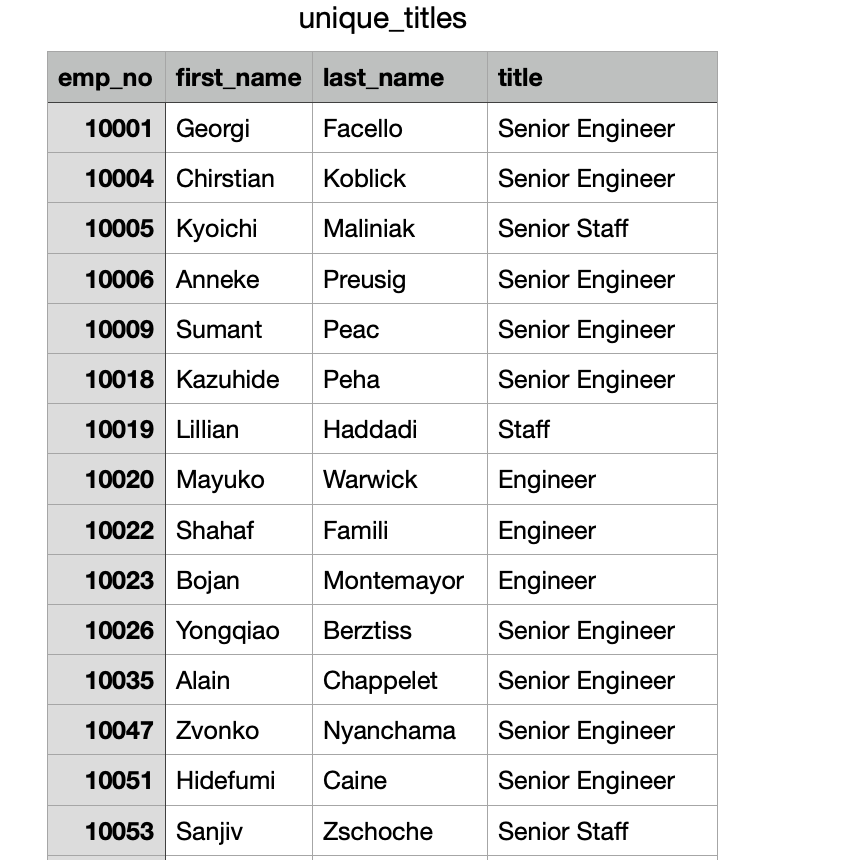 unique_titles
emp_no first_name last_name title
10001 Georgi Facello Senior Engineer
10004 Chirstian Koblick Senior Engineer
10005 Kyoichi Maliniak Senior Staff
10006 Anneke Preusig Senior Engineer
10009 Sumant Peac Senior Engineer
10018 Kazuhide Peha Senior Engineer
10019 Lillian Haddadi Staff
10020 Mayuko Warwick Engineer
10022 Shahaf Famili Engineer
10023 Bojan Montemayor Engineer
10026 Yongqiao Berztiss Senior Engineer
10035 Alain Chappelet Senior Engineer
10047 Zvonko Nyanchama Senior Engineer
10051 Hidefumi Caine Senior Engineer
10053 Sanjiv Zschoche Senior Staff